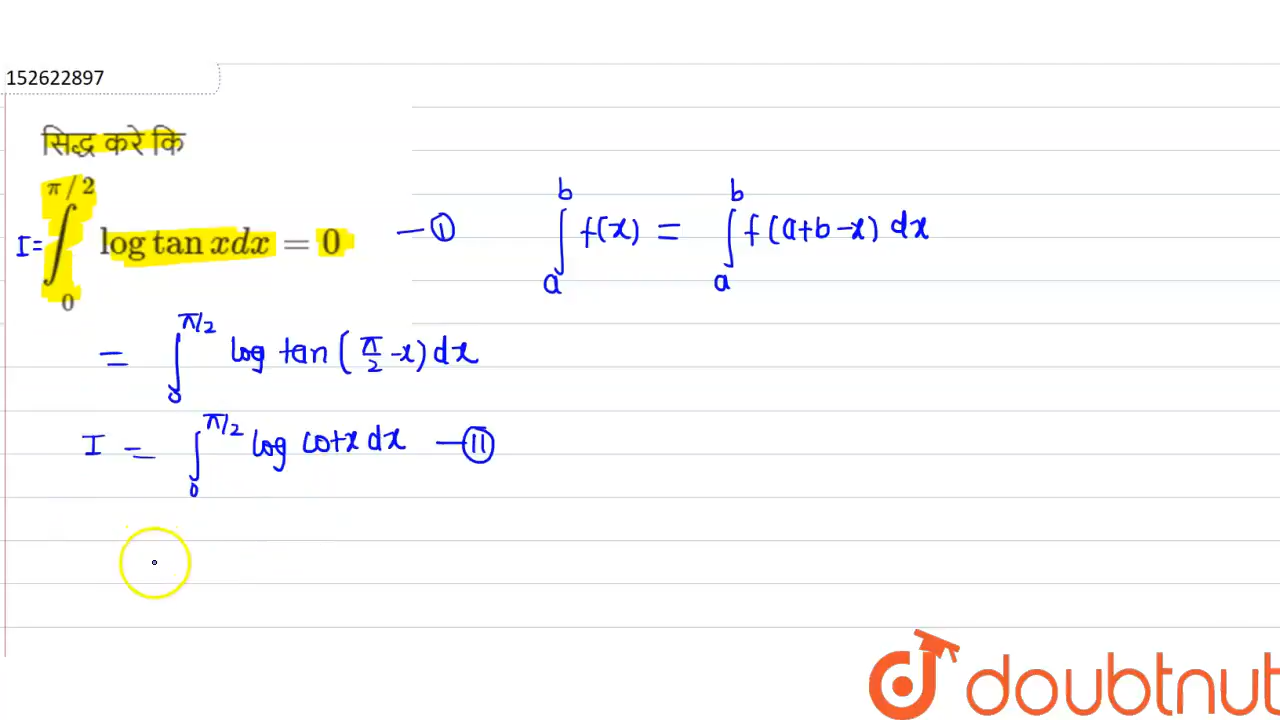 152622897
सिद्ध करे कि
I = ∫₀^{π/2} log tan x dx = 0 — ①
∫ₐᵇ f(x) = ∫ₐᵇ f(a+b-x) dx
= ∫₀^{π/2} log tan (π/2 - x) dx
I = ∫₀^{π/2} log cot x dx — ⑪
doubtnut